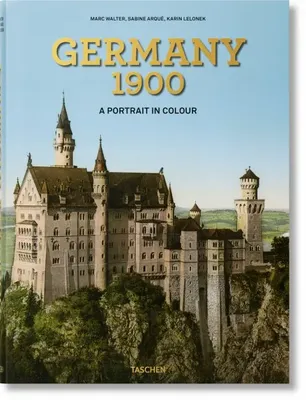 MARC WALTER, SABINE ARQUÉ, KARIN LELONEK
GERMANY
1900
A PORTRAIT IN COLOUR
TASCHEN